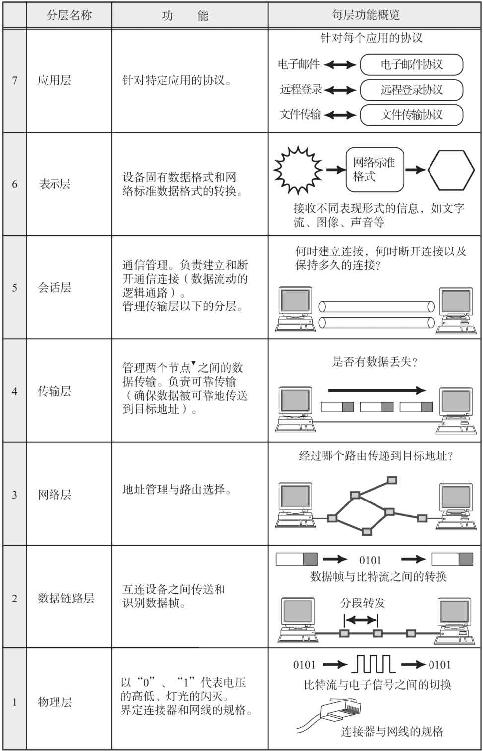 分层名称 功 能 每层功能概览
7 应用层 针对特定应用的协议。
针对每个应用的协议
电子邮件 电子邮件协议
远程登录 远程登录协议
文件传输 文件传输协议
6 表示层 设备固有数据格式和网
络标准数据格式的转换。
网络标准
格式
接收不同表现形式的信息，如文字
流、图像、声音等
5 会话层 通信管理。负责建立和断
开通信连接（数据流动的
逻辑通路）。
管理传输层以下的分层。
何时建立连接，何时断开连接以及
保持多久的连接？
4 传输层 管理两个节点▼之间的数
据传输。负责可靠传输
（确保数据被可靠地传送
到目标地址）。
是否有数据丢失？
3 网络层 地址管理与路由选择。
经过哪个路由传递到目标地址？
2 数据链路层 互连设备之间传送和
识别数据帧。
0101
数据帧与比特流之间的转换
分段转发
1 物理层 以“0”、“1”代表电压
的高低、灯光的闪灭。
界定连接器和网线的规格。
0101 0101
比特流与电子信号之间的切换
连接器与网线的规格